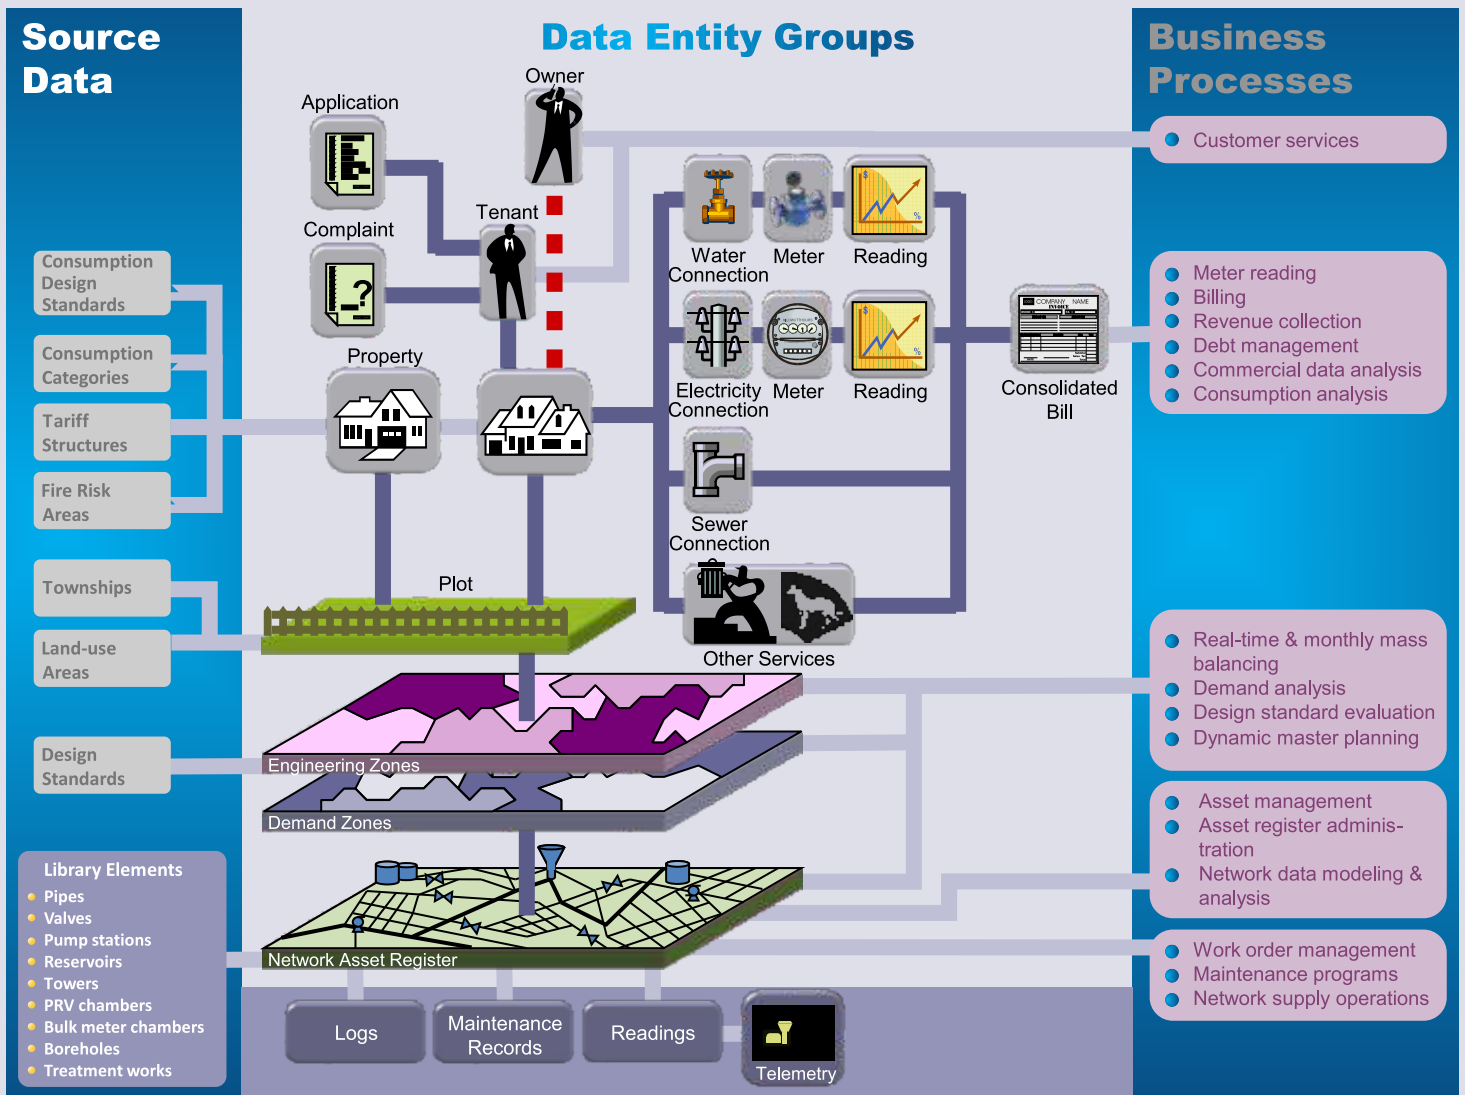 Source
Data
Data Entity Groups
Business
Processes
Owner
Application
Tenant
Complaint
Property
Plot
Consumption
Design
Standards
Consumption
Categories
Tariff
Structures
Fire Risk
Areas
Townships
Land-use
Areas
Design
Standards
Library Elements
Pipes
Valves
Pump stations
Reservoirs
Towers
PRV chambers
Bulk meter chambers
Boreholes
Treatment works
$
%
Water
Connection
Meter
Reading
$
%
Electricity
Connection
Meter
Reading
COMPANY NAME
INVOICE
Consolidated
Bill
Sewer
Connection
Other Services
?
Engineering Zones
Demand Zones
Network Asset Register
Logs
Maintenance
Records
Readings
Telemetry
Customer services
Meter reading
Billing
Revenue collection
Debt management
Commercial data analysis
Consumption analysis
Real-time & monthly mass
balancing
Demand analysis
Design standard evaluation
Dynamic master planning
Asset management
Asset register adminis-
tration
Network data modeling &
analysis
Work order management
Maintenance programs
Network supply operations